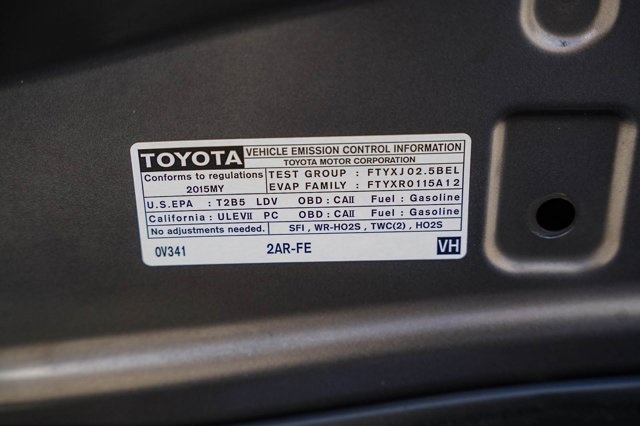 TOYOTA VEHICLE EMISSION CONTROL INFORMATION
TOYOTA MOTOR CORPORATION
Conforms to regulations
2015MY
TEST GROUP : FTYXJ02.5BEL
EVAP FAMILY : FTYXR0115A12
U.S.EPA : T2B5 LDV OBD : CAII Fuel : Gasoline
California : ULEVII PC OBD : CAII Fuel : Gasoline
No adjustments needed. SFI , WR-HO2S , TWC(2) , HO2S
0V341 2AR-FE VH